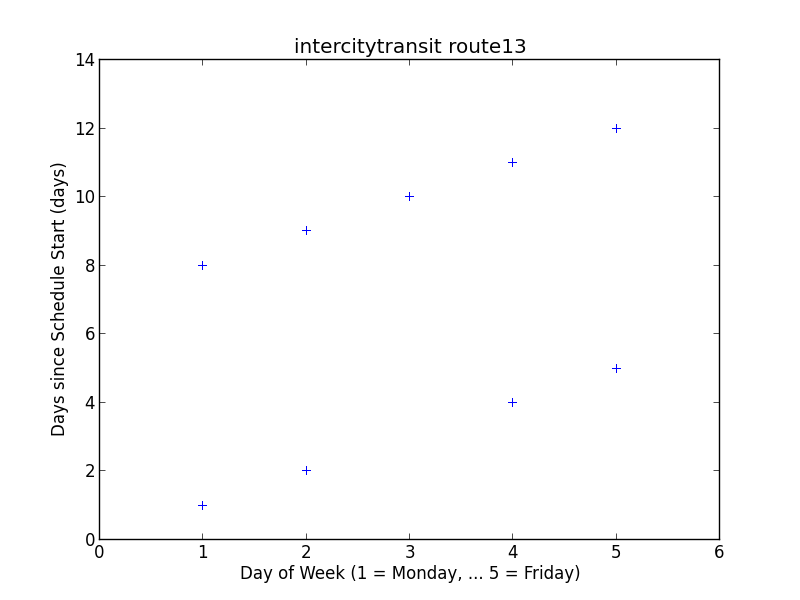 intercitytransit route13
14
12
10
8
6
4
2
0
Days since Schedule Start (days)
0 1 2 3 4 5 6
Day of Week (1 = Monday, ... 5 = Friday)